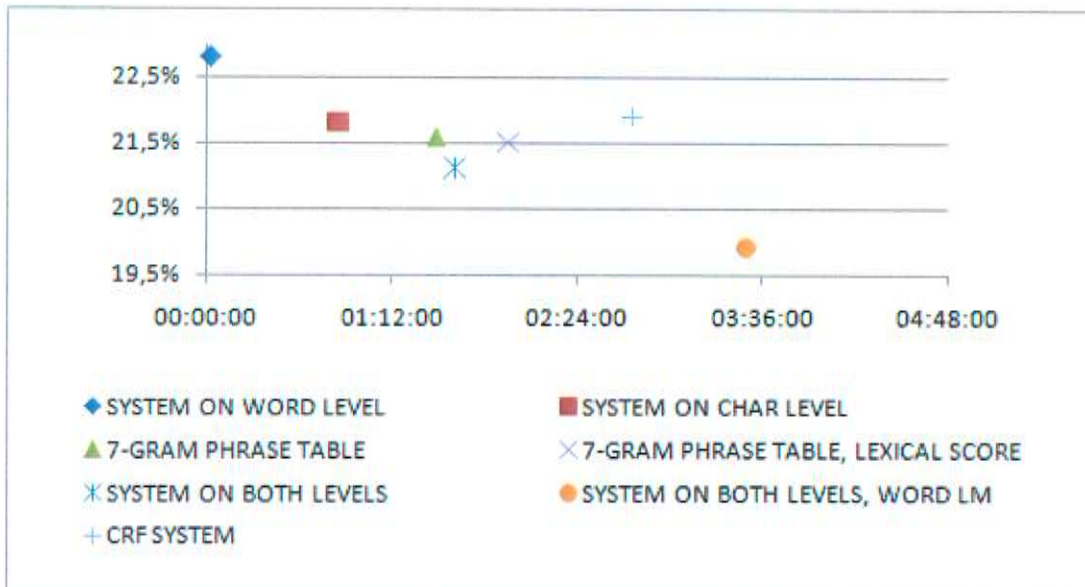 22,5%
21,5%
20,5%
19,5%
00:00:00 01:12:00 02:24:00 03:36:00 04:48:00
SYSTEM ON WORD LEVEL SYSTEM ON CHAR LEVEL
7-GRAM PHRASE TABLE 7-GRAM PHRASE TABLE, LEXICAL SCORE
SYSTEM ON BOTH LEVELS SYSTEM ON BOTH LEVELS, WORD LM
CRF SYSTEM